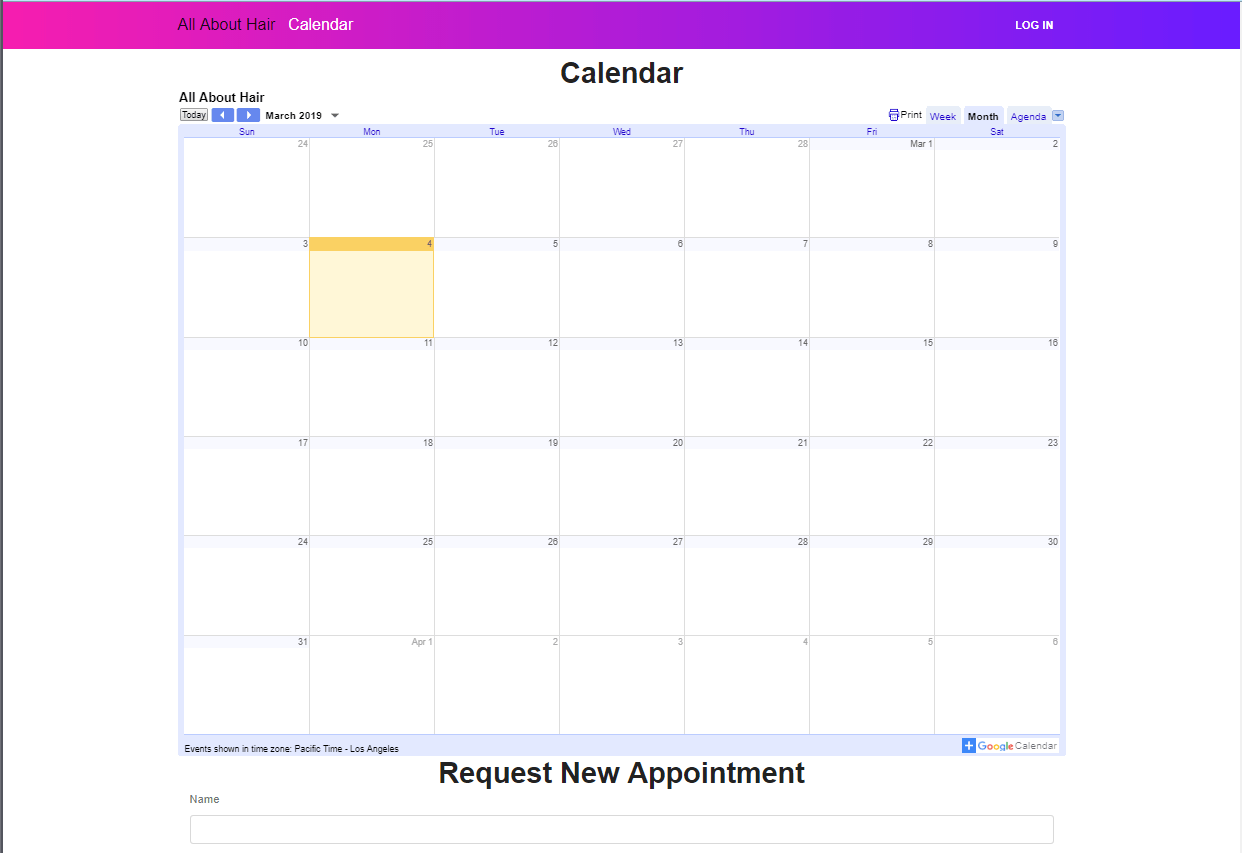 All About Hair Calendar LOG IN
Calendar
All About Hair
Today March 2019 Print Week Month Agenda
Sun Mon Tue Wed Thu Fri Sat
24 25 26 27 28 Mar 1 2
3 4 5 6 7 8 9
10 11 12 13 14 15 16
17 18 19 20 21 22 23
24 25 26 27 28 29 30
31 Apr 1 2 3 4 5 6
Events shown in time zone: Pacific Time - Los Angeles Google Calendar
Request New Appointment
Name